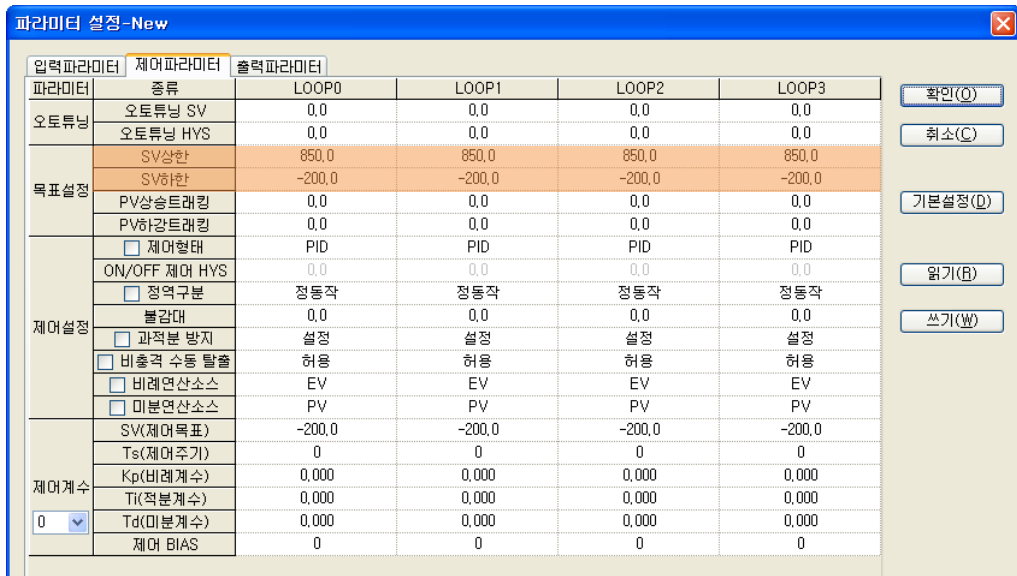 파라미터 설정-New
입력파라미터 제어파라미터 출력파라미터
파라미터 종류 LOOP0 LOOP1 LOOP2 LOOP3
오토튜닝
오토튜닝 SV 0,0 0,0 0,0 0,0
오토튜닝 HYS 0,0 0,0 0,0 0,0
목표설정
SV상한 850,0 850,0 850,0 850,0
SV하한 -200,0 -200,0 -200,0 -200,0
PV상승트래킹 0,0 0,0 0,0 0,0
PV하강트래킹 0,0 0,0 0,0 0,0
제어설정
제어형태 PID PID PID PID
ON/OFF 제어 HYS 0,0 0,0 0,0 0,0
정역구분 정동작 정동작 정동작 정동작
불감대 0,0 0,0 0,0 0,0
과적분 방지 설정 설정 설정 설정
비충격 수동 탈출 허용 허용 허용 허용
비례연산소스 EV EV EV EV
미분연산소스 PV PV PV PV
제어계수
0
SV(제어목표) -200,0 -200,0 -200,0 -200,0
Ts(제어주기) 0 0 0 0
Kp(비례계수) 0,000 0,000 0,000 0,000
Ti(적분계수) 0,000 0,000 0,000 0,000
Td(미분계수) 0,000 0,000 0,000 0,000
제어 BIAS 0 0 0 0
확인(O)
취소(C)
기본설정(D)
읽기(R)
쓰기(W)